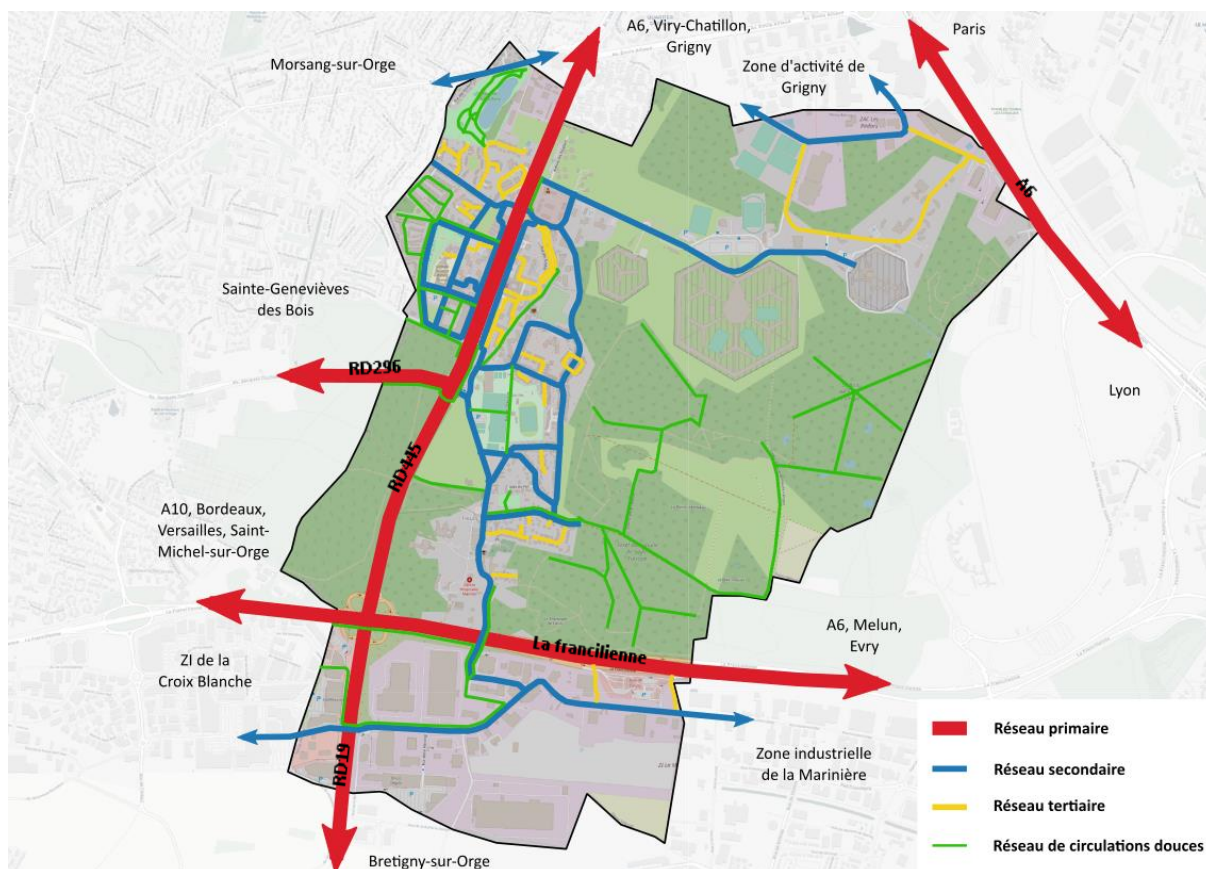 A6, Viry-Chatillon,
Grigny
Paris
Morsang-sur-Orge
Zone d'activité de
Grigny
A6
Sainte-Genevièves
des Bois
RD296
Lyon
RD445
A10, Bordeaux,
Versailles, Saint-
Michel-sur-Orge
La francilienne
A6, Melun,
Evry
ZI de la
Croix Blanche
RD19
Zone industrielle
de la Marinière
Bretigny-sur-Orge
Réseau primaire
Réseau secondaire
Réseau tertiaire
Réseau de circulations douces